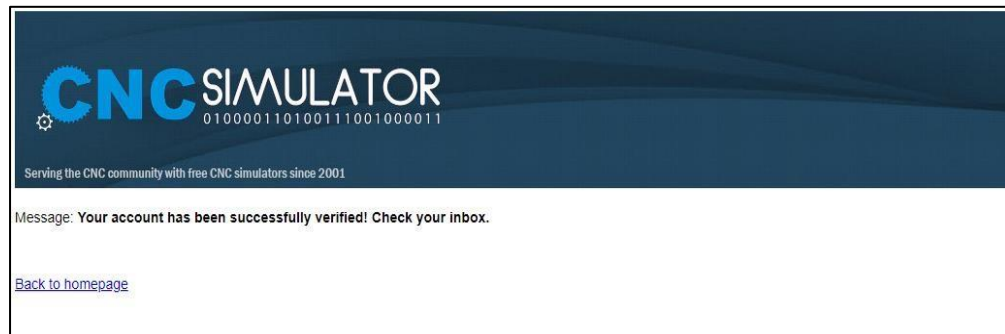 CNC SIMULATOR
010000110100111001000011
Serving the CNC community with free CNC simulators since 2001
Message: Your account has been successfully verified! Check your inbox.
Back to homepage